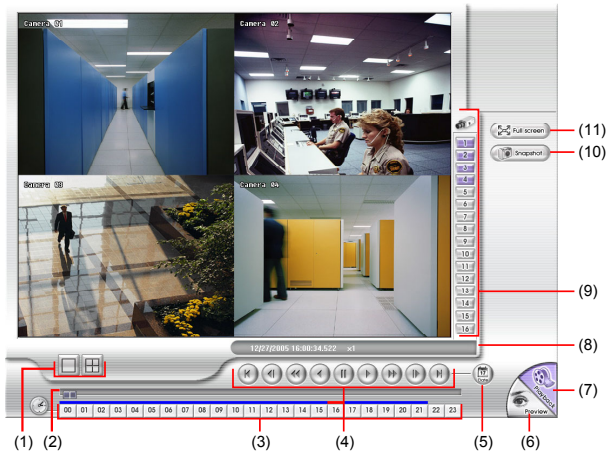 Camera 01
Camera 02
Camera 03
Camera 04
1
2
3
4
5
6
7
8
9
10
11
12
13
14
15
16
Full screen
(11)
Snapshot
(10)
(9)
12/27/2005 16:00:34.522 x1
(8)
17
Date
Playback
Preview
(7)
00 01 02 03 04 05 06 07 08 09 10 11 12 13 14 15 16 17 18 19 20 21 22 23
(1) (2) (3) (4) (5) (6)